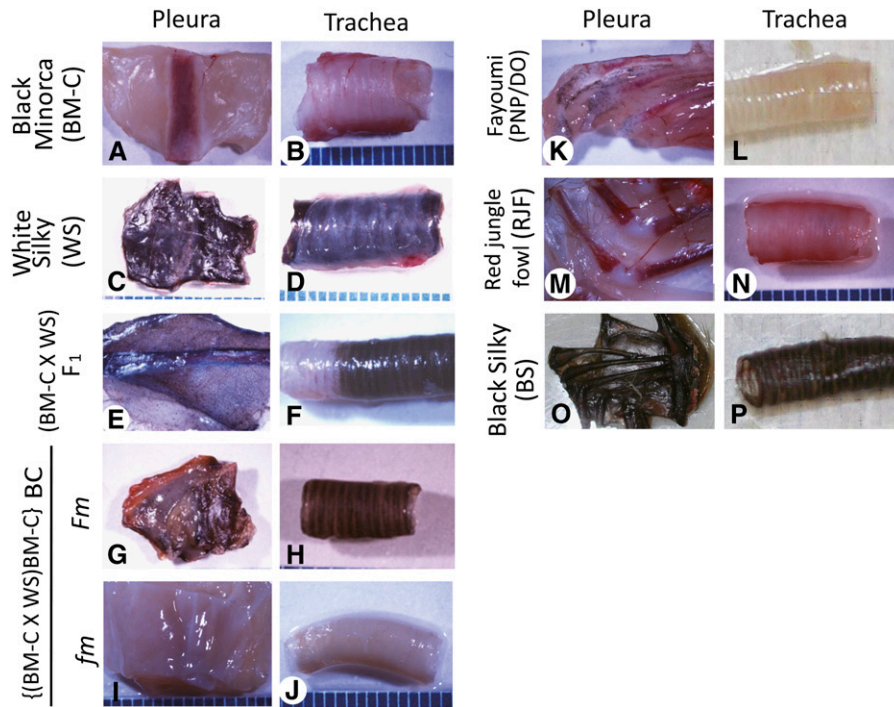 Pleura
Trachea
Black
Minorca
(BM-C)
A
B
White
Silky
(WS)
C
D
(BM-C X WS)
F₁
E
F
{(BM-C X WS)BM-C} BC
Fm
G
H
fm
I
J
Pleura
Trachea
Fayoumi
(PNP/DO)
K
L
Red jungle
fowl (RJF)
M
N
Black Silky
(BS)
O
P